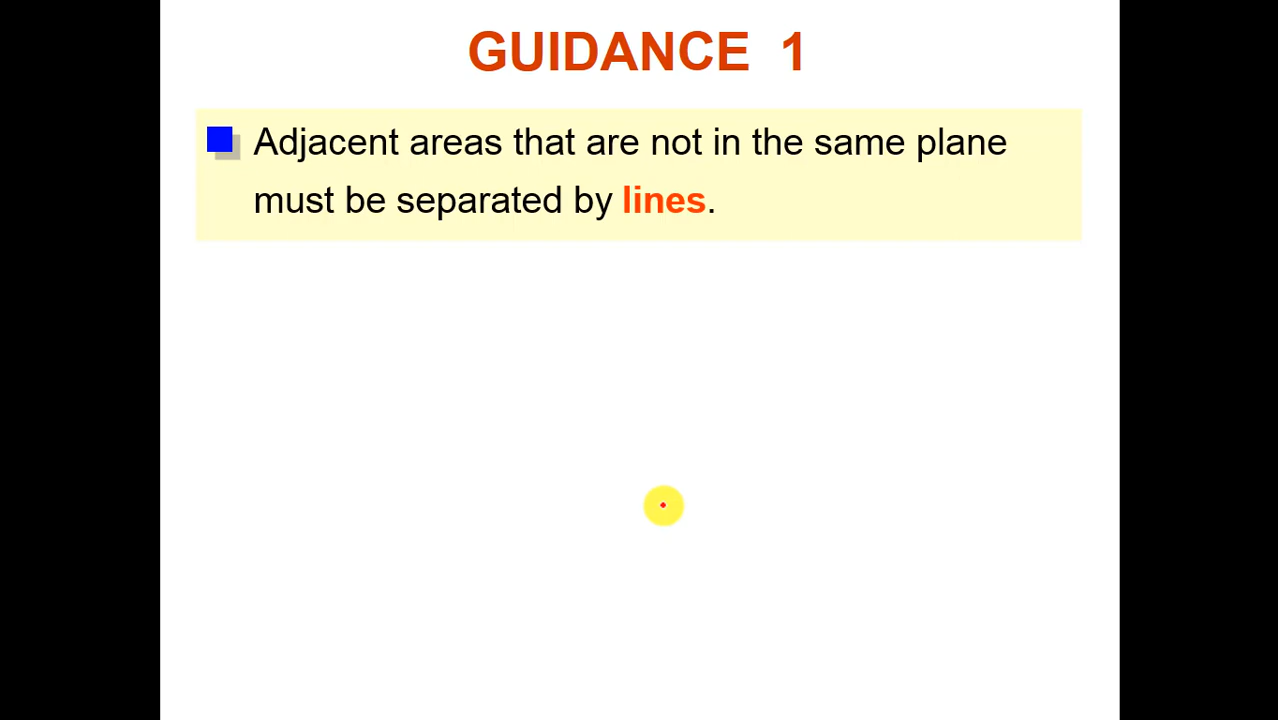 GUIDANCE 1
Adjacent areas that are not in the same plane
must be separated by lines.